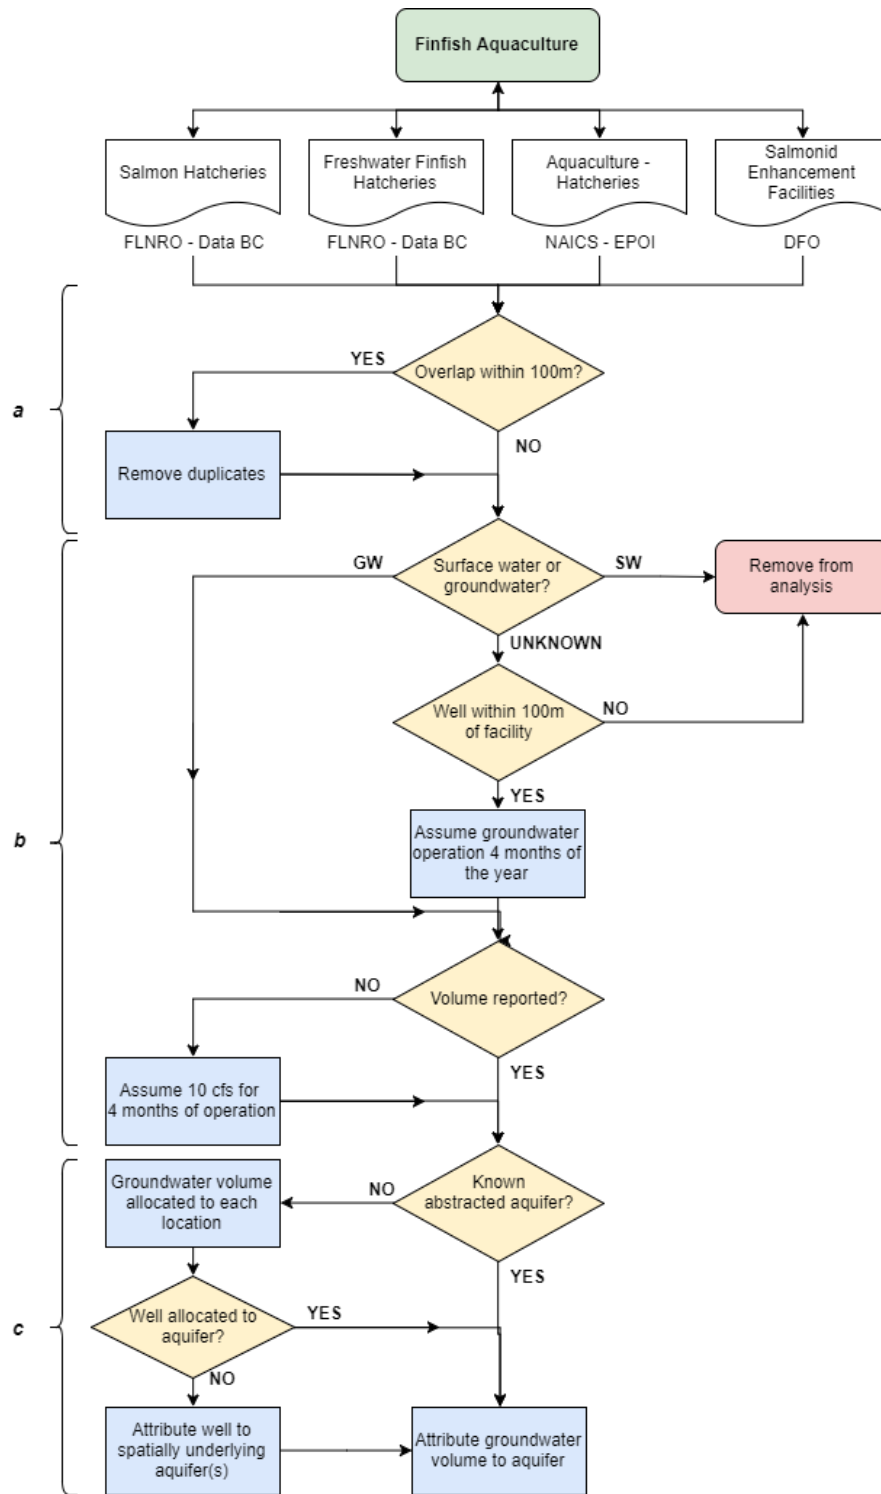 Finfish Aquaculture
Salmon Hatcheries
Freshwater Finfish
Hatcheries
Aquaculture -
Hatcheries
Salmonid
Enhancement
Facilities
FLNRO - Data BC
FLNRO - Data BC
NAICS - EPOI
DFO
a
YES
Overlap within 100m?
NO
Remove duplicates
b
GW
Surface water or
groundwater?
SW
Remove from
analysis
UNKNOWN
Well within 100m
of facility
NO
YES
Assume groundwater
operation 4 months of
the year
NO
Volume reported?
YES
Assume 10 cfs for
4 months of operation
c
Groundwater volume
allocated to each
location
NO
Known
abstracted aquifer?
YES
Well allocated to
aquifer?
YES
NO
Attribute well to
spatially underlying
aquifer(s)
Attribute groundwater
volume to aquifer